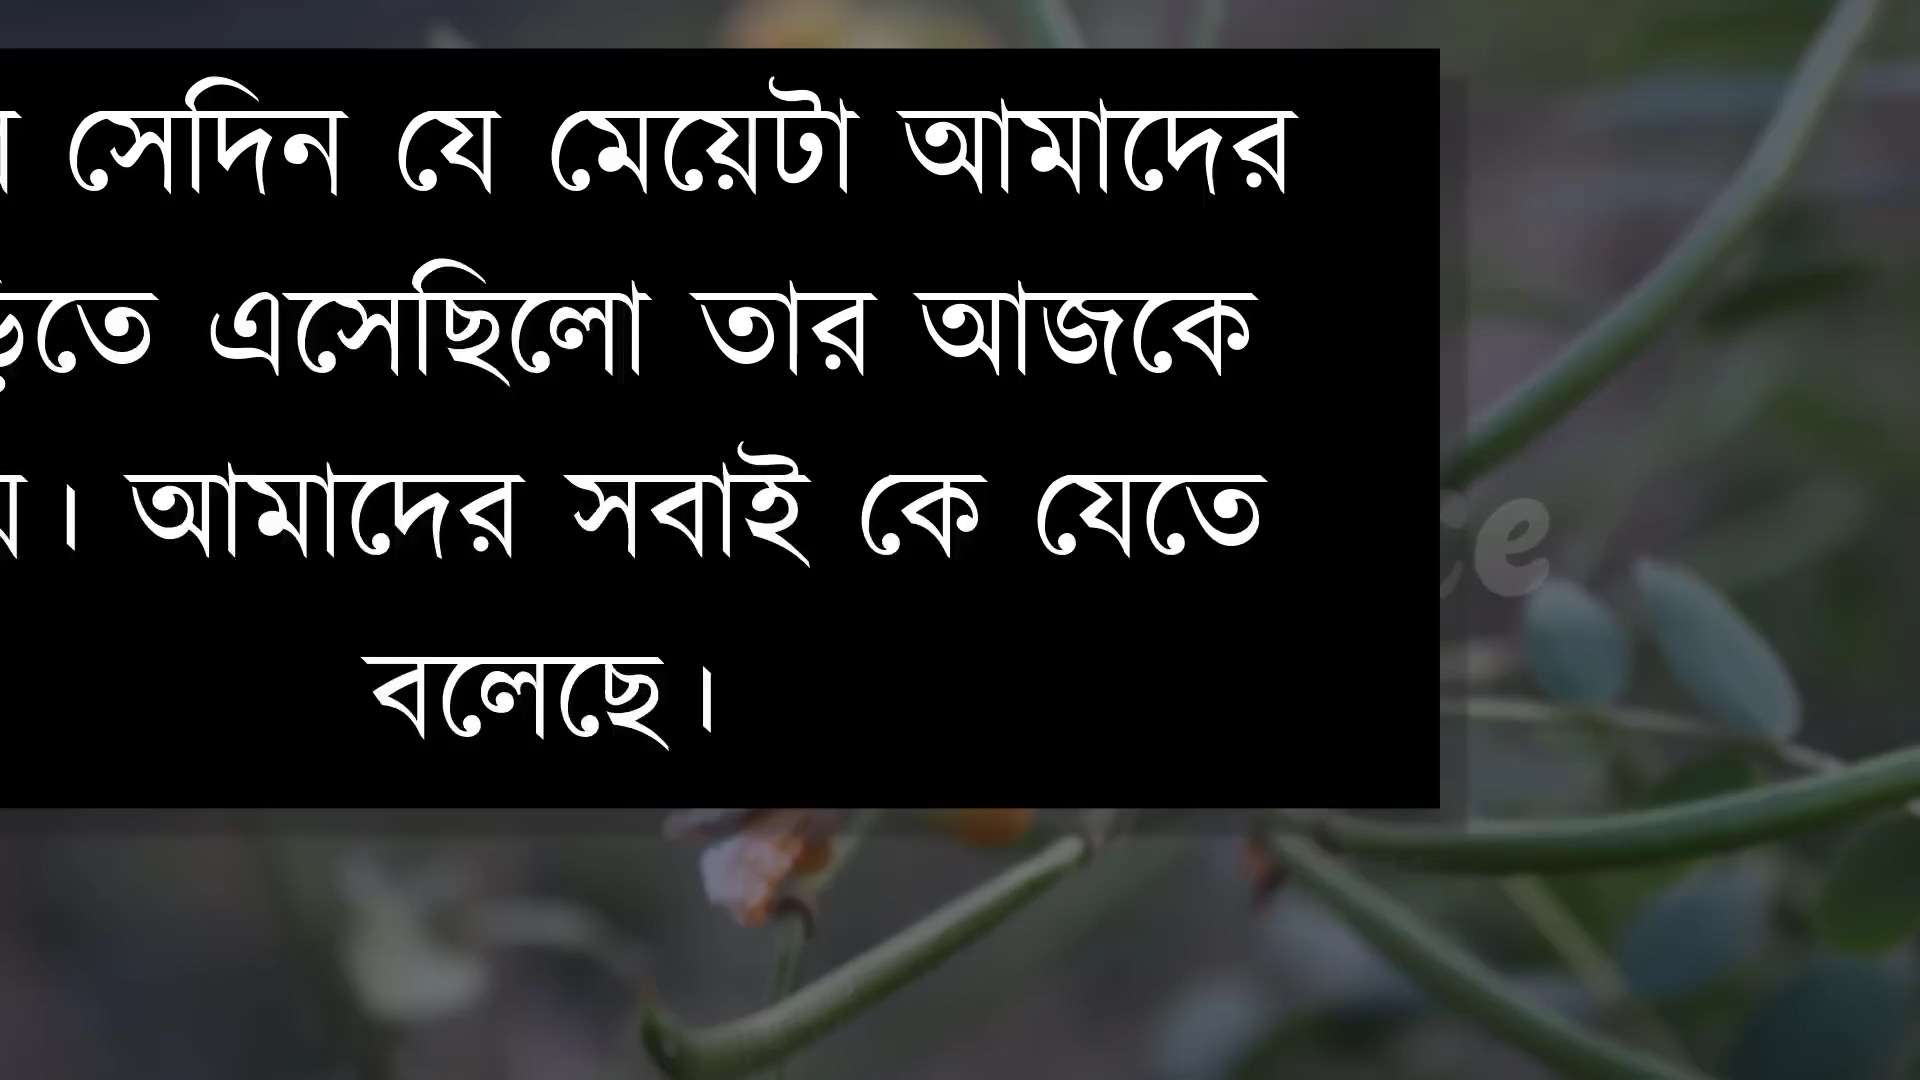 সেদিন যে মেয়েটা আমাদের
এসেছিলো তার আজকে
। আমাদের সবাই কে যেতে
বলেছে।